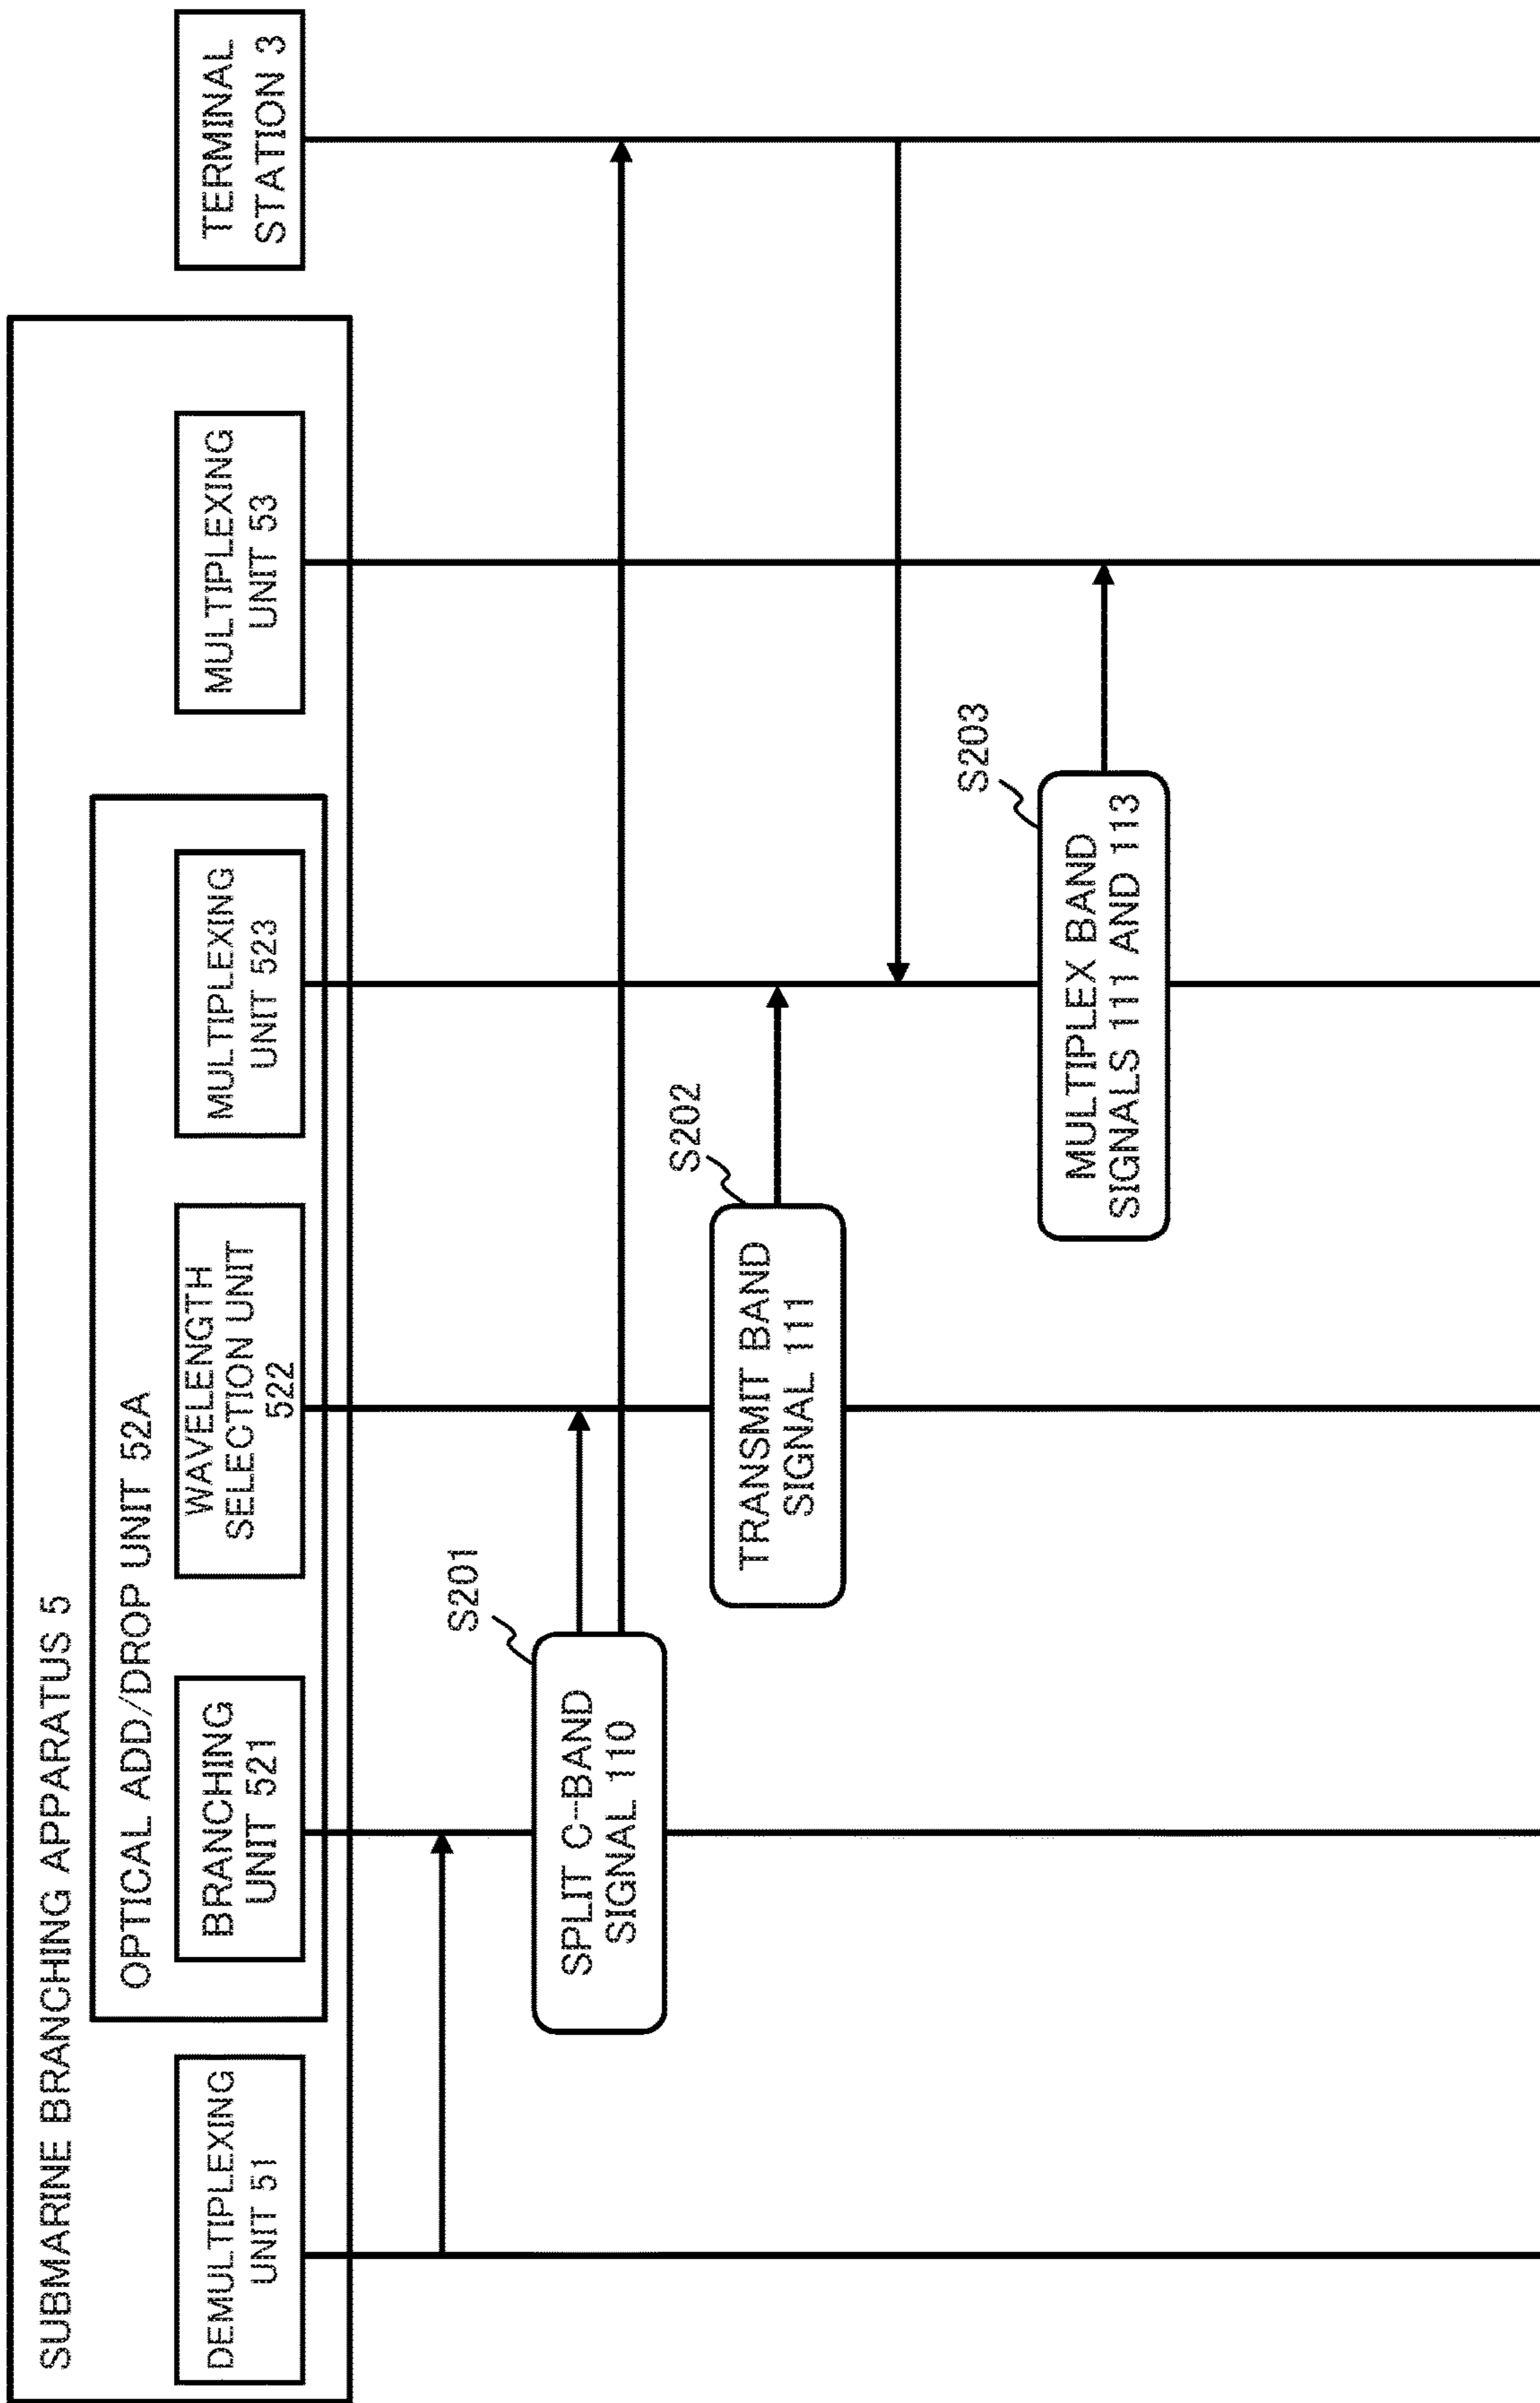 SUBMARINE BRANCHING APPARATUS 5
OPTICAL ADD/DROP UNIT 52A
DEMULTIPLEXING
UNIT 51
BRANCHING
UNIT 521
WAVELENGTH
SELECTION UNIT
522
MULTIPLEXING
UNIT 523
MULTIPLEXING
UNIT 53
TERMINAL
STATION 3
S201
SPLIT C-BAND
SIGNAL 110
S202
TRANSMIT BAND
SIGNAL 111
S203
MULTIPLEX BAND
SIGNALS 111 AND 113